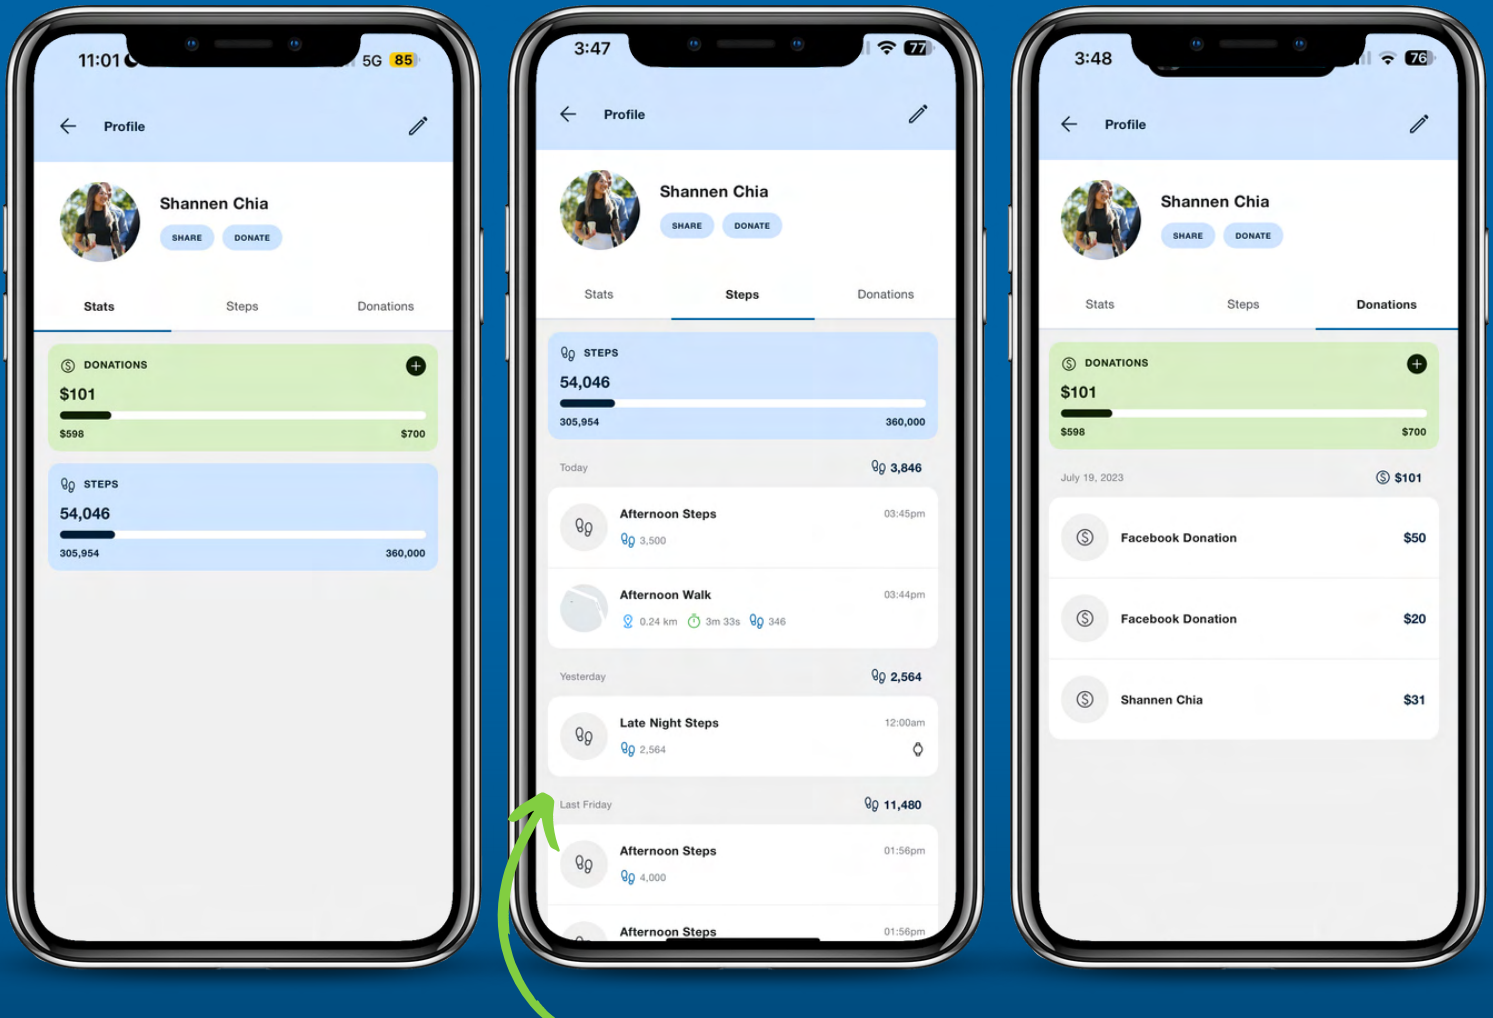 11:01
5G 85
Profile
Shannen Chia
SHARE DONATE
Stats Steps Donations
DONATIONS
$101
$598 $700
STEPS
54,046
305,954 360,000
3:47
77
Profile
Shannen Chia
SHARE DONATE
Stats Steps Donations
STEPS
54,046
305,954 360,000
Today 3,846
Afternoon Steps 03:45pm
3,500
Afternoon Walk 03:44pm
0.24 km 3m 33s 346
Yesterday 2,564
Late Night Steps 12:00am
2,564
Last Friday 11,480
Afternoon Steps 01:56pm
4,000
Afternoon Steps 01:56pm
3:48
76
Profile
Shannen Chia
SHARE DONATE
Stats Steps Donations
DONATIONS
$101
$598 $700
July 19, 2023 $101
Facebook Donation $50
Facebook Donation $20
Shannen Chia $31